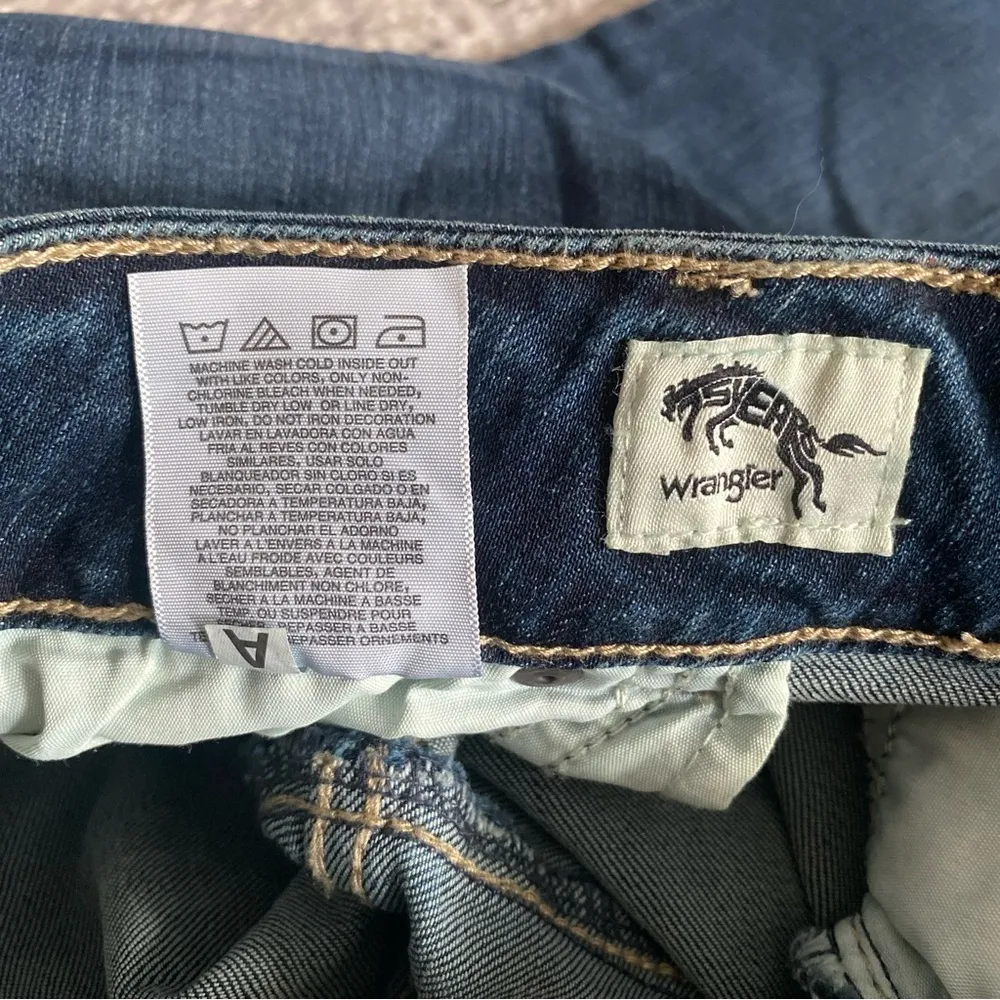 MACHINE WASH COLD INSIDE OUT
WITH LIKE COLORS, ONLY NON-
CHLORINE BLEACH WHEN NEEDED,
TUMBLE DRY LOW, OR LINE DRY,
LOW IRON, DO NOT IRON DECORATION
LAVAR EN LAVADORA CON AGUA
FRIA AL REVES CON COLORES
SIMILARES, USAR SOLO
BLANQUEADOR SIN CLORO SI ES
NECESARIO, SECAR COLGADO O EN
SECADORA A TEMPERATURA BAJA,
PLANCHAR A TEMPERATURA BAJA,
NO PLANCHAR EL ADORNO
LAVER A L'ENVERS A LA MACHINE
A L'EAU FROIDE AVEC COULEURS
SEMBLABLES, AGENT DE
BLANCHIMENT NON CHLORE,
SECHER A LA MACHINE A BASSE
TEMP. OU SUSPENDRE POUR
SECHER, REPASSER A BASSE
REPASSER ORNEMENTS
A
75 YEARS
Wrangler